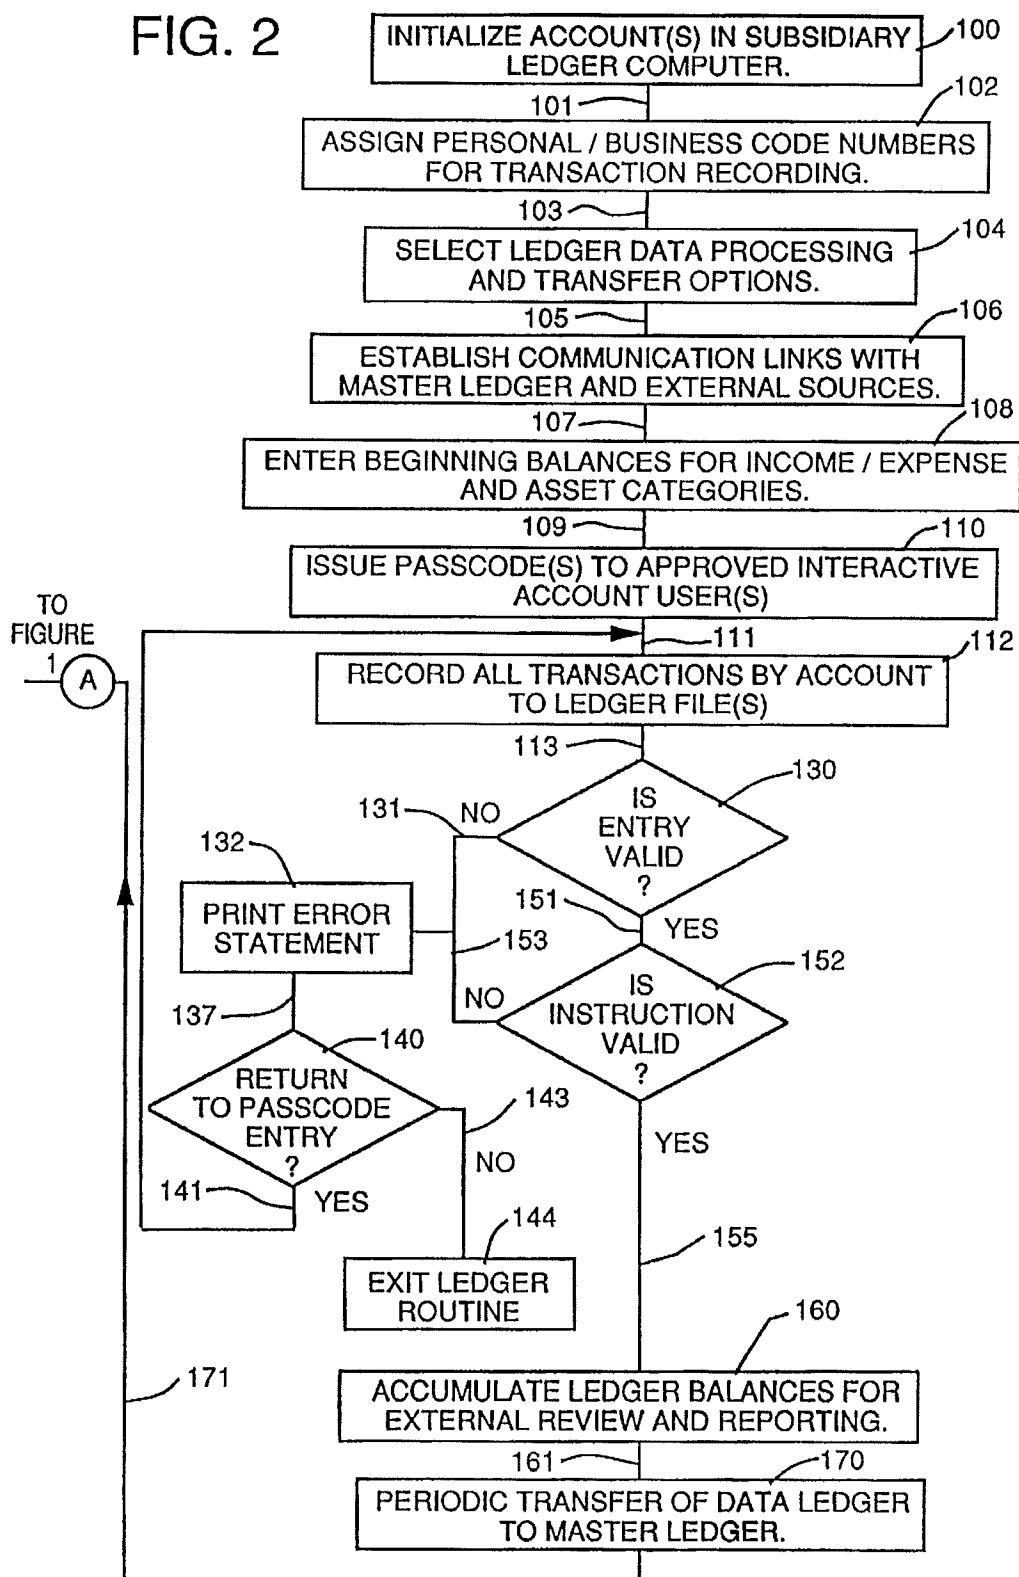 FIG. 2
INITIALIZE ACCOUNT(S) IN SUBSIDIARY
LEDGER COMPUTER.
100
101
102
ASSIGN PERSONAL / BUSINESS CODE NUMBERS
FOR TRANSACTION RECORDING.
103
104
SELECT LEDGER DATA PROCESSING
AND TRANSFER OPTIONS.
105
106
ESTABLISH COMMUNICATION LINKS WITH
MASTER LEDGER AND EXTERNAL SOURCES.
107
108
ENTER BEGINNING BALANCES FOR INCOME / EXPENSE
AND ASSET CATEGORIES.
109
110
ISSUE PASSCODE(S) TO APPROVED INTERACTIVE
ACCOUNT USER(S)
TO
FIGURE
1
A
111
112
RECORD ALL TRANSACTIONS BY ACCOUNT
TO LEDGER FILE(S)
113
130
IS
ENTRY
VALID
?
131
NO
132
PRINT ERROR
STATEMENT
151
YES
153
152
IS
INSTRUCTION
VALID
?
NO
137
140
RETURN
TO PASSCODE
ENTRY
?
143
NO
YES
141
YES
144
EXIT LEDGER
ROUTINE
155
160
171
ACCUMULATE LEDGER BALANCES FOR
EXTERNAL REVIEW AND REPORTING.
161
170
PERIODIC TRANSFER OF DATA LEDGER
TO MASTER LEDGER.